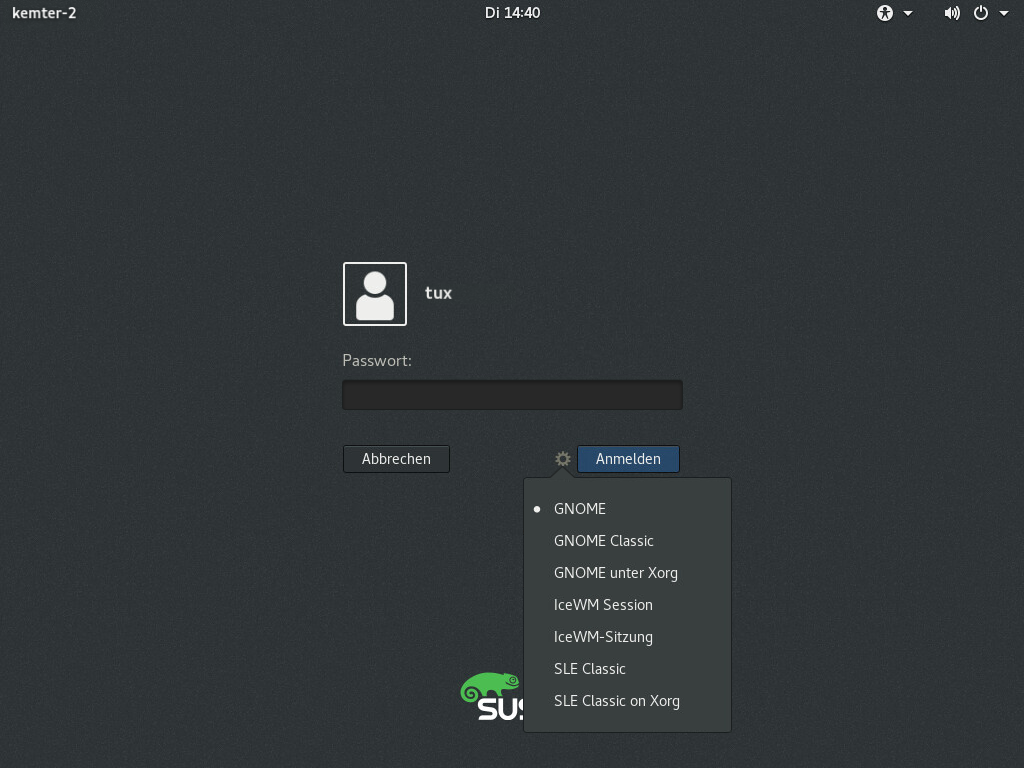 kemter-2
Di 14:40
tux
Passwort:
Abbrechen
Anmelden
GNOME
GNOME Classic
GNOME unter Xorg
IceWM Session
IceWM-Sitzung
SLE Classic
SLE Classic on Xorg